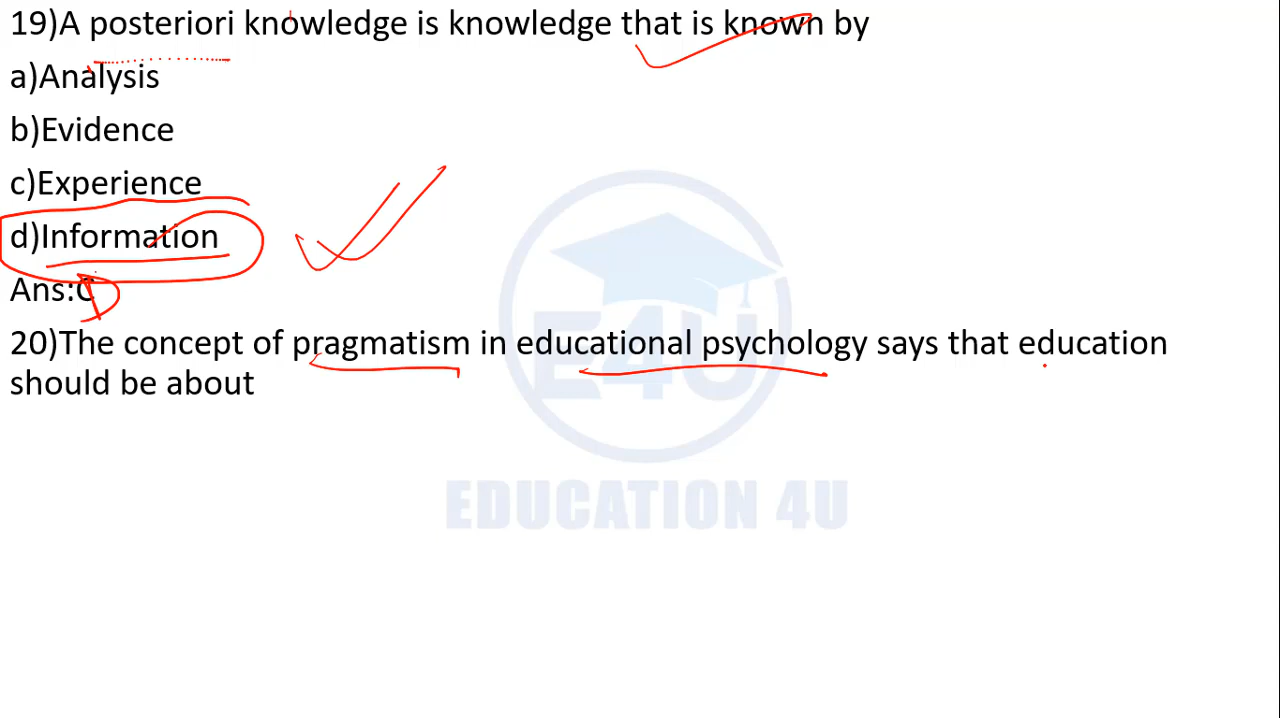 19)A posteriori knowledge is knowledge that is known by
a)Analysis
b)Evidence
c)Experience
d)Information
Ans:C D
20)The concept of pragmatism in educational psychology says that education
should be about
E4U
EDUCATION 4U